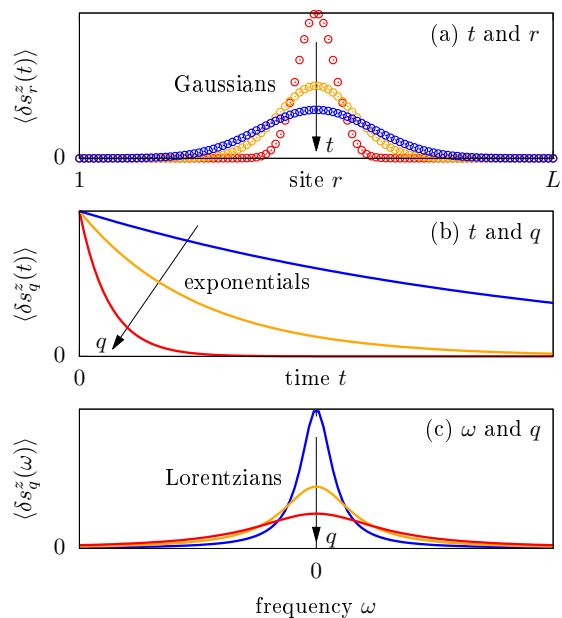 (a) t and r
⟨δs_r^z(t)⟩
Gaussians
t
0
1
site r
L
(b) t and q
⟨δs_q^z(t)⟩
exponentials
q
0
0
time t
(c) ω and q
⟨δs_q^z(ω)⟩
Lorentzians
q
0
0
frequency ω